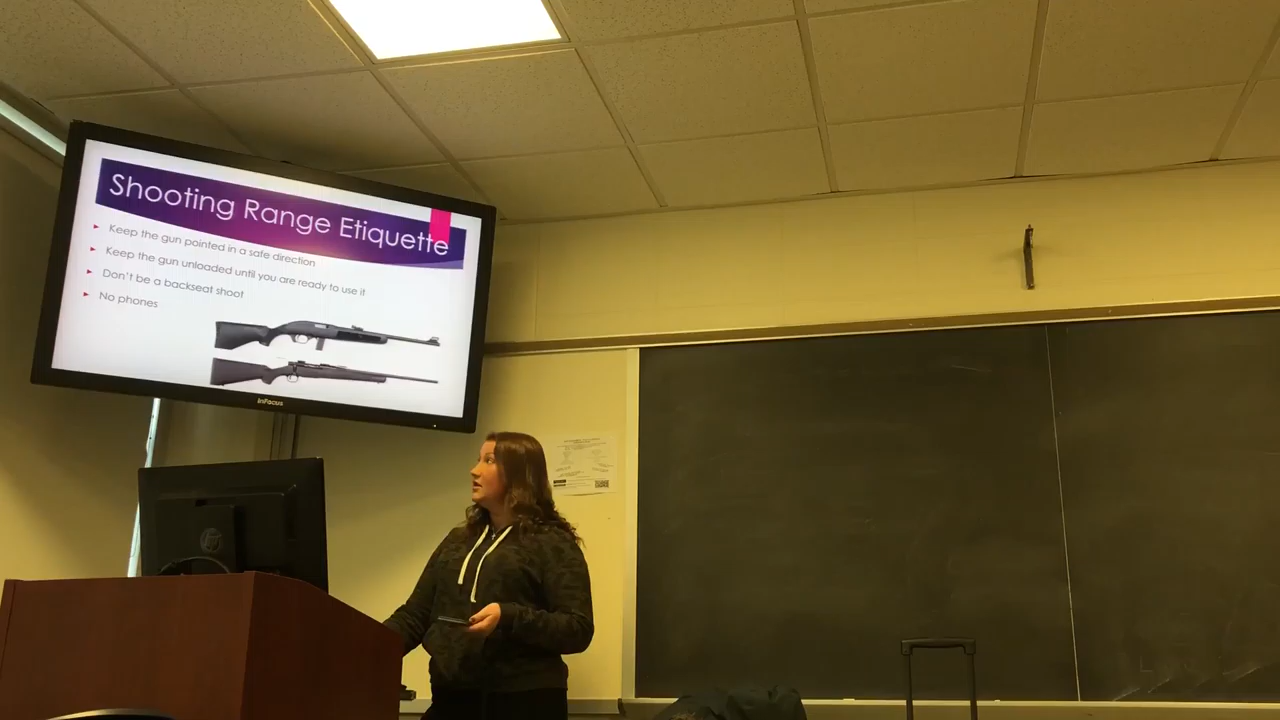 Shooting Range Etiquette
Keep the gun pointed in a safe direction
Keep the gun unloaded until you are ready to use it
Don't be a backseat shoot
No phones
InFocus